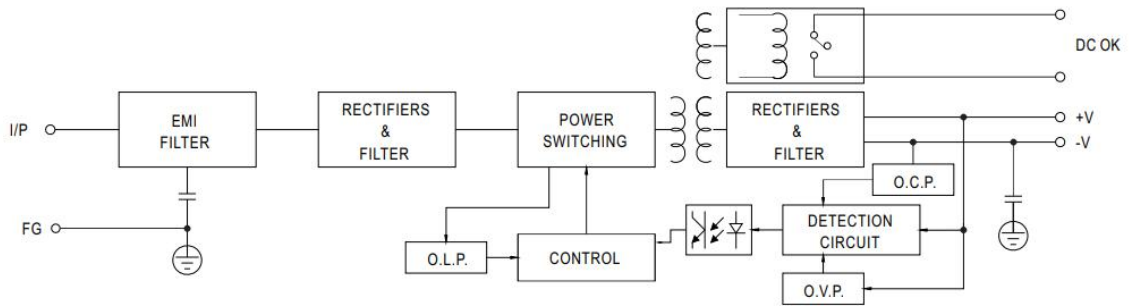 DC OK
I/P
EMI
FILTER
RECTIFIERS
&
FILTER
POWER
SWITCHING
RECTIFIERS
&
FILTER
+V
-V
O.C.P.
FG
O.L.P.
CONTROL
DETECTION
CIRCUIT
O.V.P.